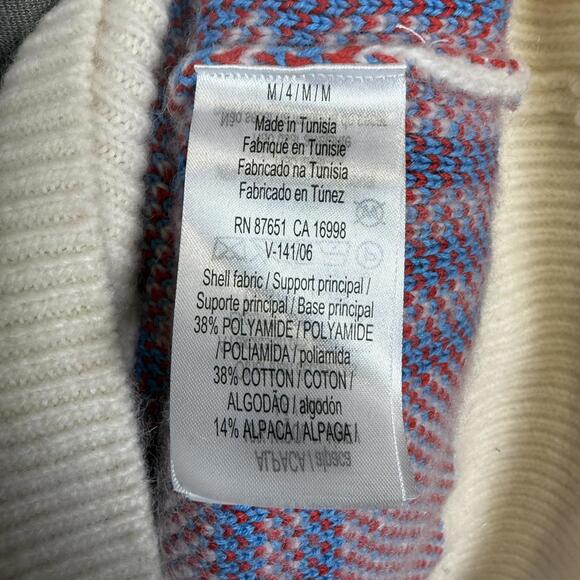 M / 4 / M / M
Made in Tunisia
Fabriqué en Tunisie
Fabricado na Tunísia
Fabricado en Túnez
RN 87651 CA 16998
V-141/06
Shell fabric / Support principal /
Suporte principal / Base principal
38% POLYAMIDE / POLYAMIDE
/ POLIAMIDA / poliamida
38% COTTON / COTON /
ALGODÃO / algodón
14% ALPACA / ALPAGA /
ALPACA / alpaca